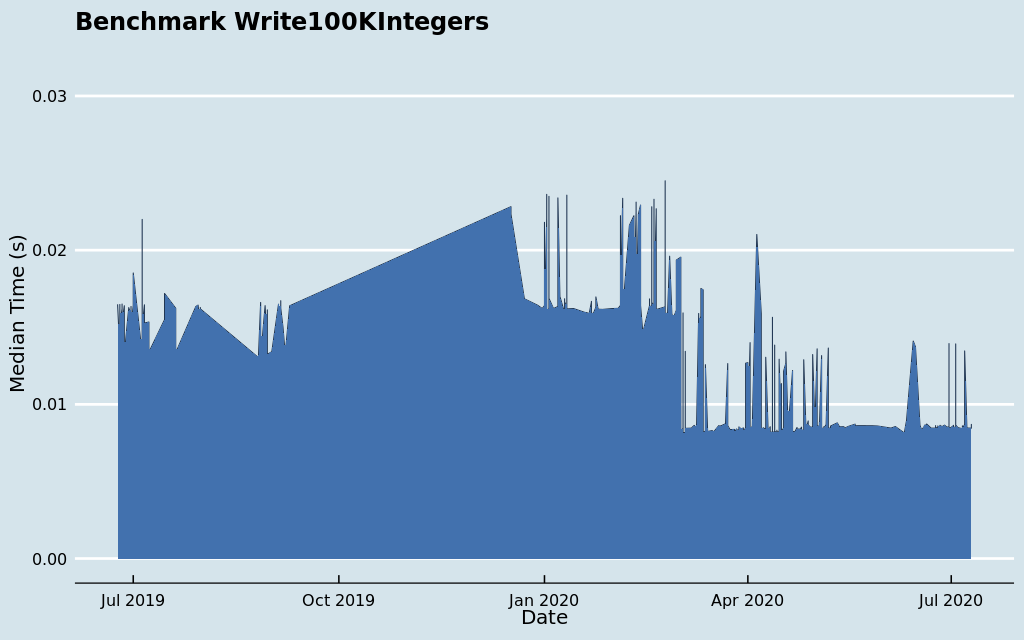 Benchmark Write100KIntegers
Median Time (s)
0.03
0.02
0.01
0.00
Jul 2019
Oct 2019
Jan 2020
Apr 2020
Jul 2020
Date